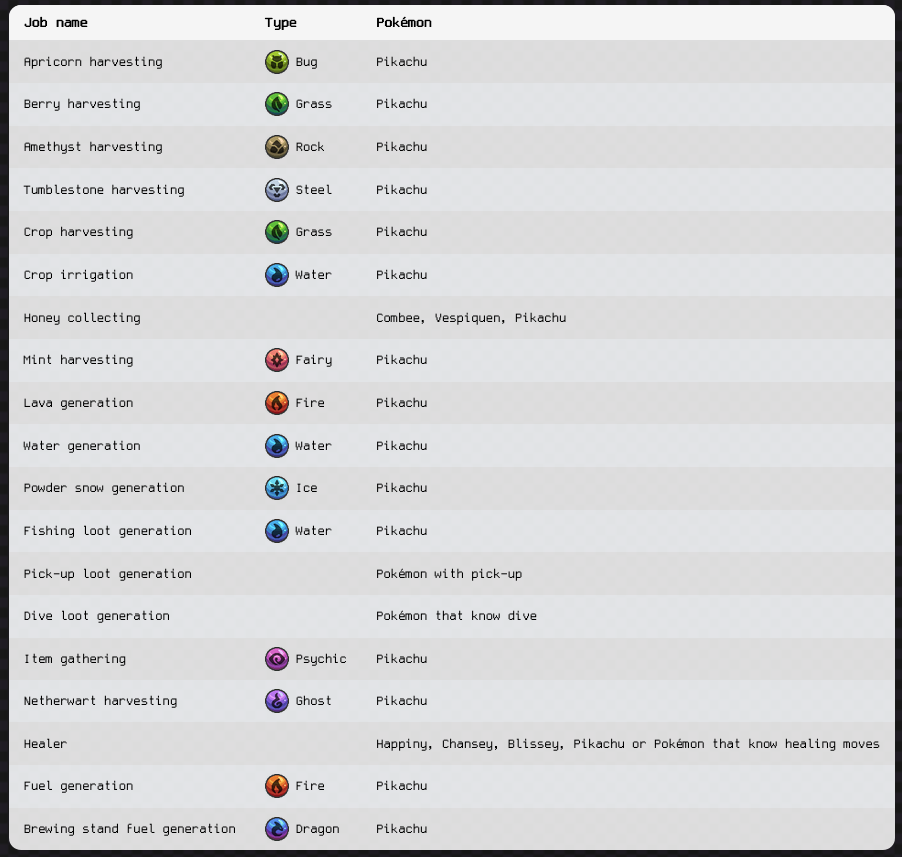 Job name Type Pokémon
Apricorn harvesting Bug Pikachu
Berry harvesting Grass Pikachu
Amethyst harvesting Rock Pikachu
Tumblestone harvesting Steel Pikachu
Crop harvesting Grass Pikachu
Crop irrigation Water Pikachu
Honey collecting Combee, Vespiquen, Pikachu
Mint harvesting Fairy Pikachu
Lava generation Fire Pikachu
Water generation Water Pikachu
Powder snow generation Ice Pikachu
Fishing loot generation Water Pikachu
Pick-up loot generation Pokémon with pick-up
Dive loot generation Pokémon that know dive
Item gathering Psychic Pikachu
Netherwart harvesting Ghost Pikachu
Healer Happiny, Chansey, Blissey, Pikachu or Pokémon that know healing moves
Fuel generation Fire Pikachu
Brewing stand fuel generation Dragon Pikachu